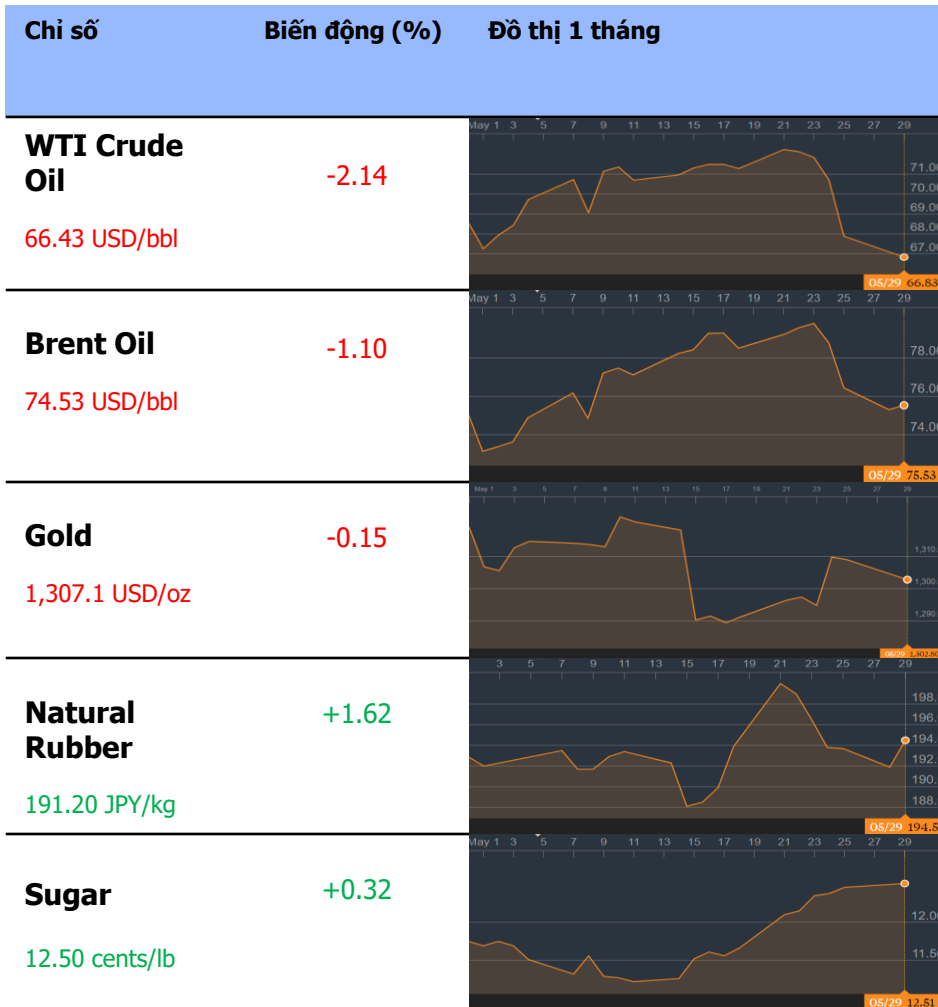 Chỉ số Biến động (%) Đồ thị 1 tháng
WTI Crude
Oil
-2.14
66.43 USD/bbl
May 1 3 5 7 9 11 13 15 17 19 21 23 25 27 29
71.00
70.00
69.00
68.00
67.00
05/29 66.83
Brent Oil
-1.10
74.53 USD/bbl
May 1 3 5 7 9 11 13 15 17 19 21 23 25 27 29
78.00
76.00
74.00
05/29 75.53
Gold
-0.15
1,307.1 USD/oz
May 1 3 5 7 9 11 13 15 17 19 21 23 25 27 29
1,310.
1,300.
1,290.
05/29 1,302.80
Natural
Rubber
+1.62
191.20 JPY/kg
3 5 7 9 11 13 15 17 19 21 23 25 27 29
198.
196.
194.
192.
190.
188.
05/29 194.5
Sugar
+0.32
12.50 cents/lb
May 1 3 5 7 9 11 13 15 17 19 21 23 25 27 29
12.00
11.50
05/29 12.51